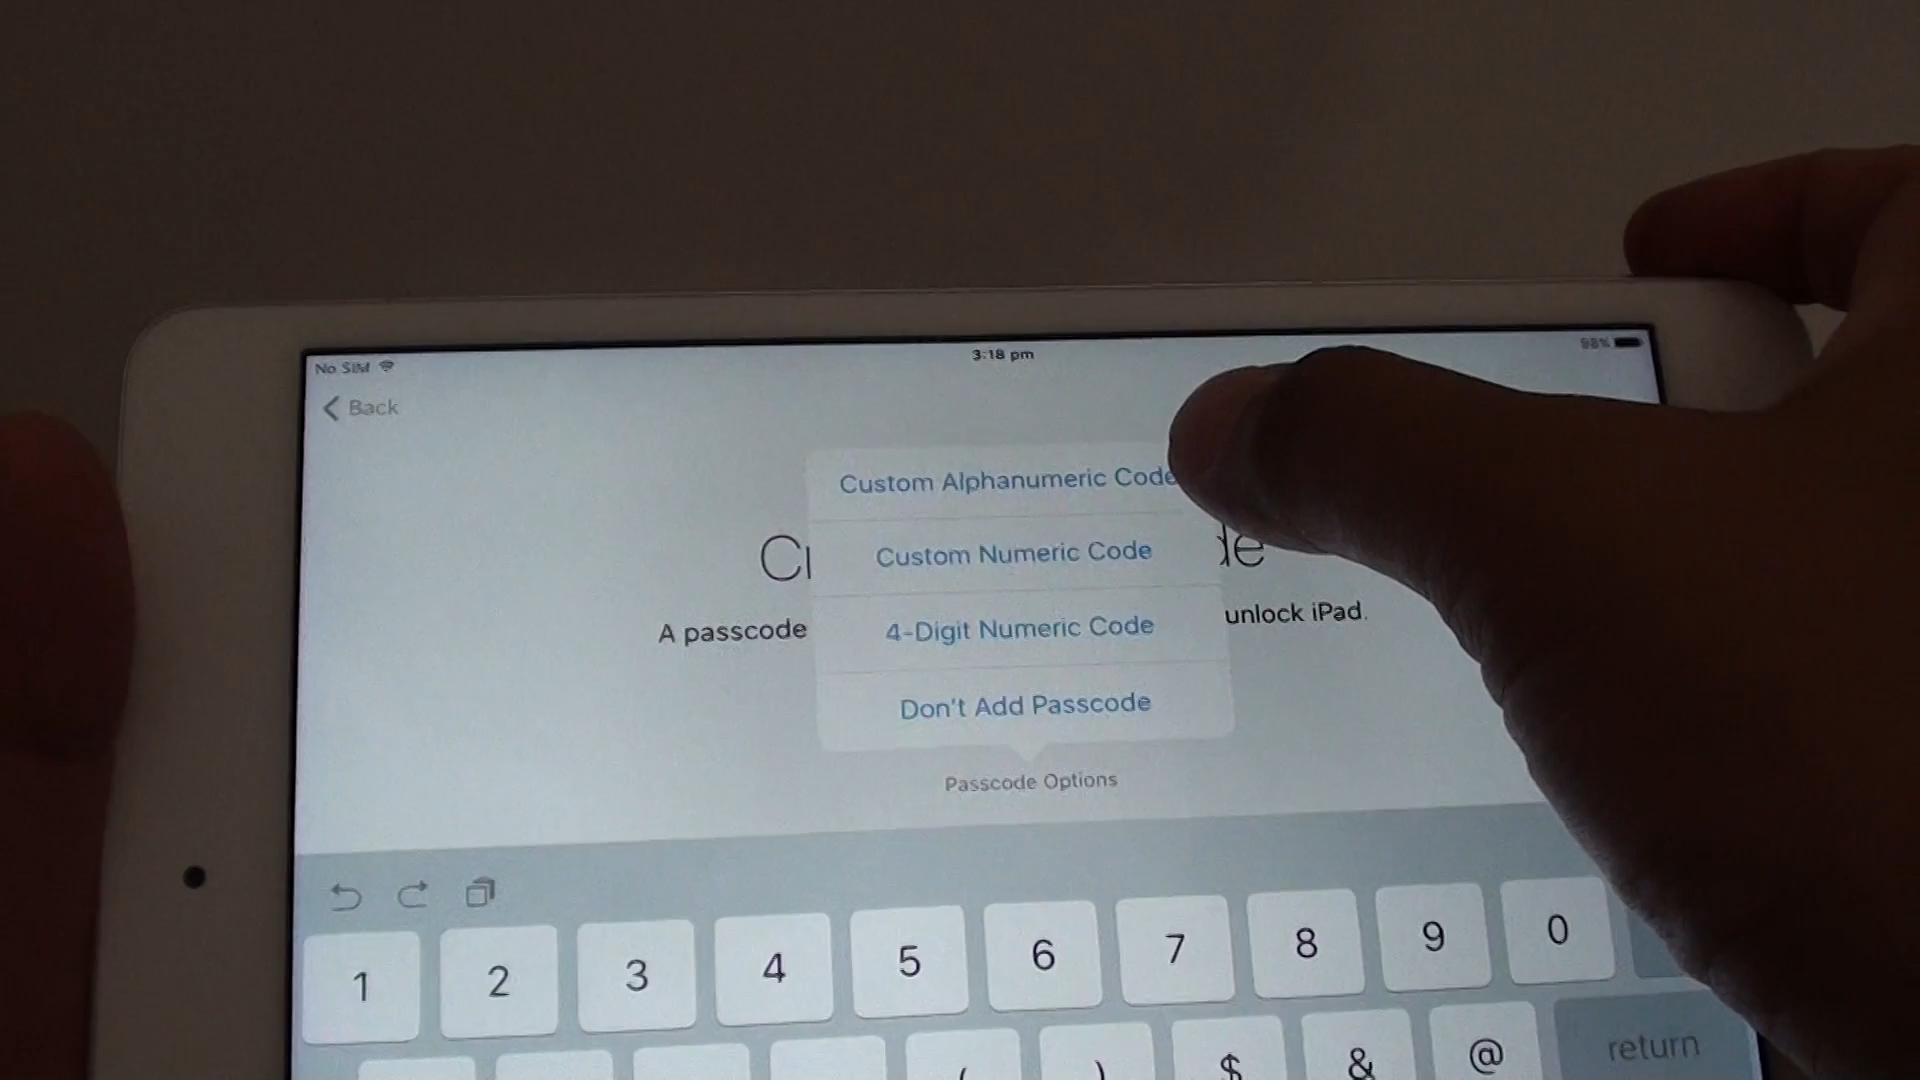 No SIM
3:18 pm
98%
Back
Custom Alphanumeric Code
Custom Numeric Code
A passcode
unlock iPad.
4-Digit Numeric Code
Don't Add Passcode
Passcode Options
1 2 3 4 5 6 7 8 9 0
( ) $ & @ return